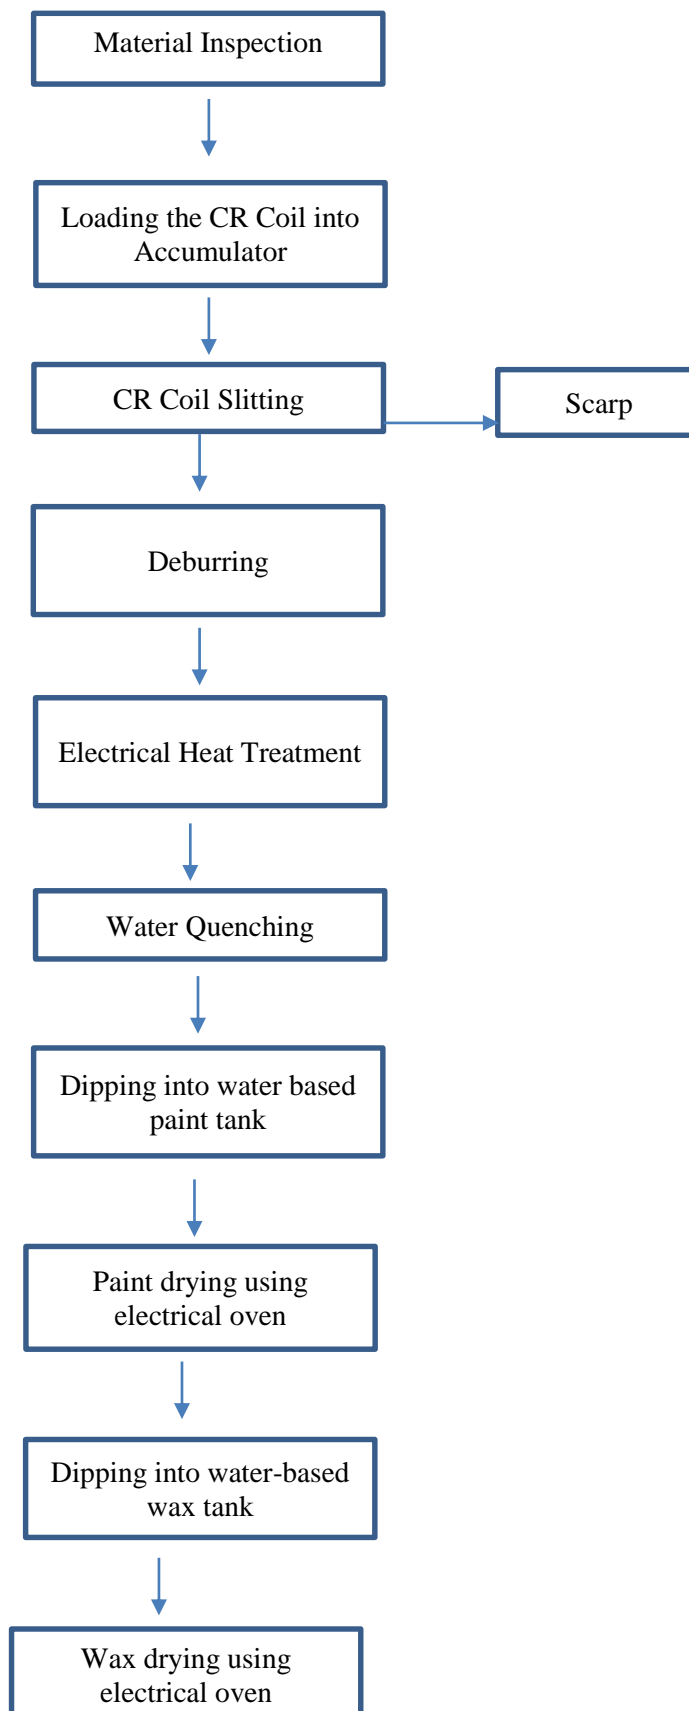 Material Inspection
Loading the CR Coil into
Accumulator
CR Coil Slitting
Scarp
Deburring
Electrical Heat Treatment
Water Quenching
Dipping into water based
paint tank
Paint drying using
electrical oven
Dipping into water-based
wax tank
Wax drying using
electrical oven